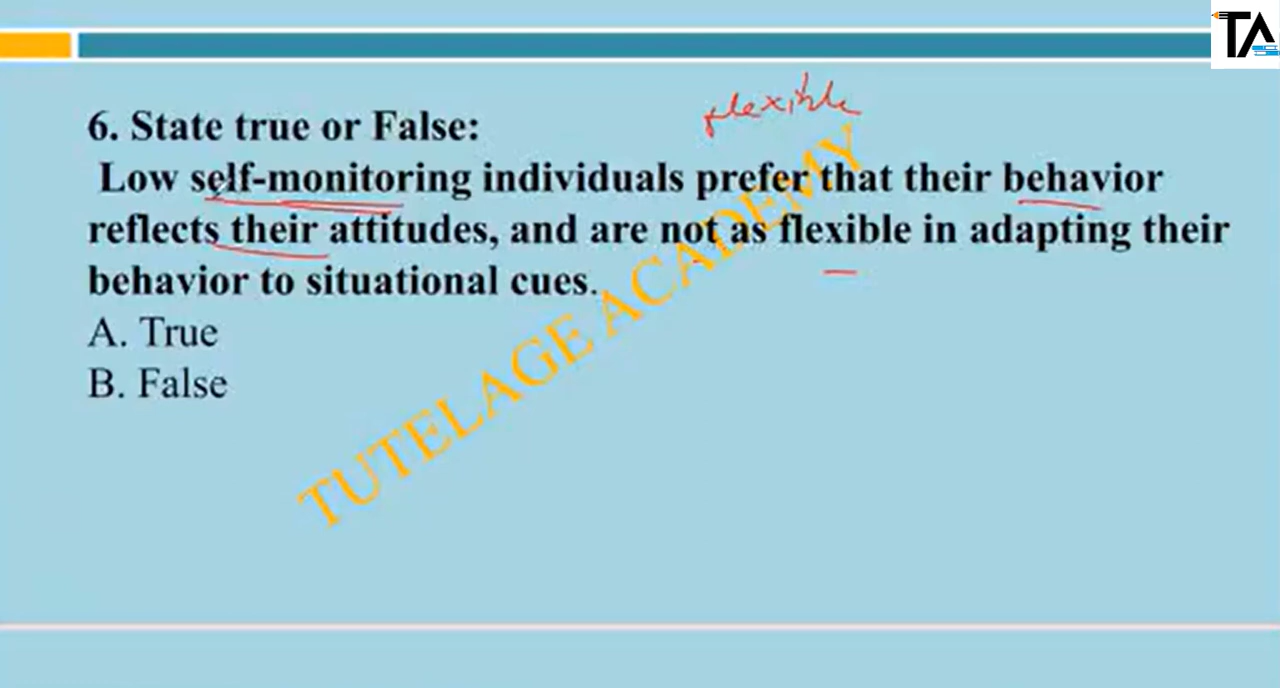 TA
flexible
6. State true or False:
Low self-monitoring individuals prefer that their behavior
reflects their attitudes, and are not as flexible in adapting their
behavior to situational cues.
A. True
B. False
TUTELAGE ACADEMY